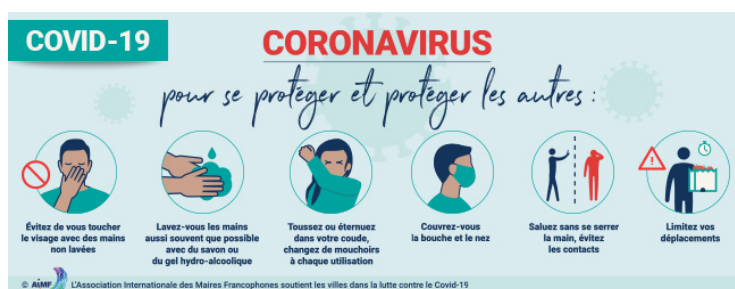 COVID-19
CORONAVIRUS
pour se protéger et protéger les autres :
Évitez de vous toucher
le visage avec des mains
non lavées
Lavez-vous les mains
aussi souvent que possible
avec du savon ou
du gel hydro-alcoolique
Toussez ou éternuez
dans votre coude,
changez de mouchoirs
à chaque utilisation
Couvrez-vous
la bouche et le nez
Saluez sans se serrer
la main, évitez
les contacts
Limitez vos
déplacements
© AIMF L'Association Internationale des Maires Francophones soutient les villes dans la lutte contre le Covid-19